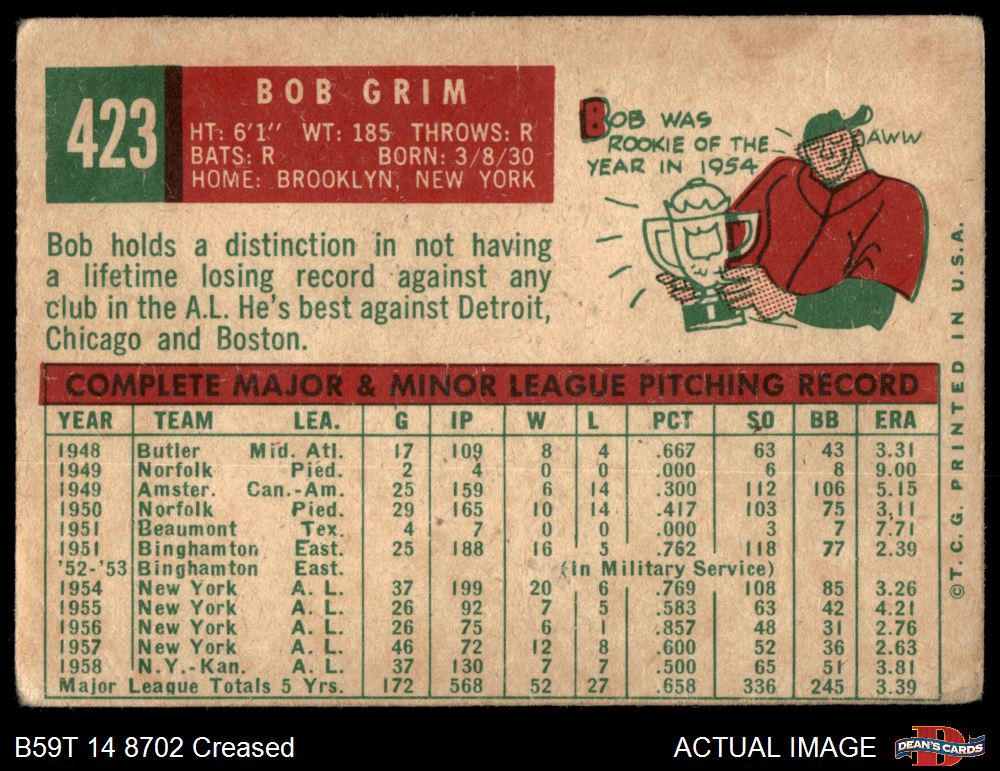 423
BOB GRIM
HT: 6'1" WT: 185 THROWS: R
BATS: R BORN: 3/8/30
HOME: BROOKLYN, NEW YORK
BOB WAS
ROOKIE OF THE
YEAR IN 1954
AWW
Bob holds a distinction in not having
a lifetime losing record against any
club in the A.L. He's best against Detroit,
Chicago and Boston.
COMPLETE MAJOR & MINOR LEAGUE PITCHING RECORD
YEAR TEAM LEA. G IP W L PCT SO BB ERA
1948 Butler Mid. Atl. 17 109 8 4 .667 63 43 3.31
1949 Norfolk Pied. 2 4 0 0 .000 6 8 9.00
1949 Amster. Can.-Am. 25 159 6 14 .300 112 106 5.15
1950 Norfolk Pied. 29 165 10 14 .417 103 75 3.11
1951 Beaumont Tex. 4 7 0 0 .000 3 7 7.71
1951 Binghamton East. 25 188 16 5 .762 118 77 2.39
'52-'53 Binghamton East. (In Military Service)
1954 New York A. L. 37 199 20 6 .769 108 85 3.26
1955 New York A. L. 26 92 7 5 .583 63 42 4.21
1956 New York A. L. 26 75 6 1 .857 48 31 2.76
1957 New York A. L. 46 72 12 8 .600 52 36 2.63
1958 N.Y.-Kan. A. L. 37 130 7 7 .500 65 51 3.81
Major League Totals 5 Yrs. 172 568 52 27 .658 336 245 3.39
© T. C. G. PRINTED IN U.S.A.
B59T 14 8702 Creased
ACTUAL IMAGE
D
DEAN'S CARDS